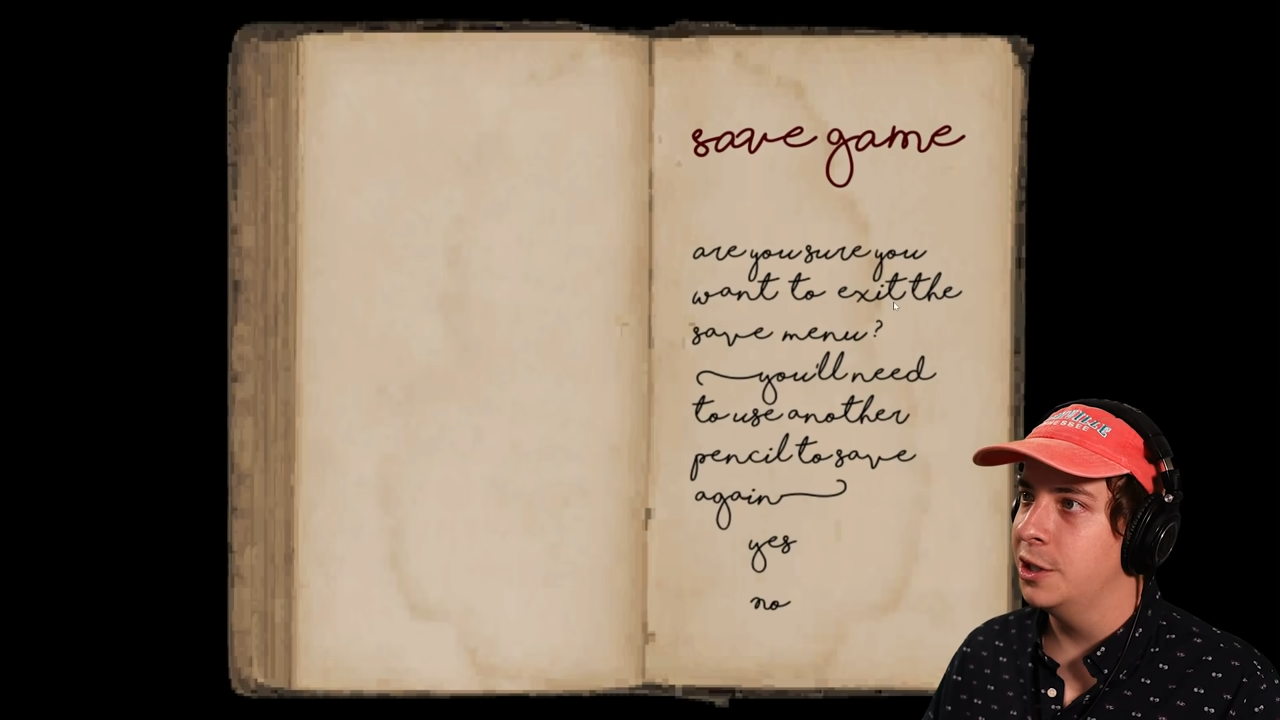 save game
are you sure you
want to exit the
save menu?
you'll need
to use another
pencil to save
again
yes
no